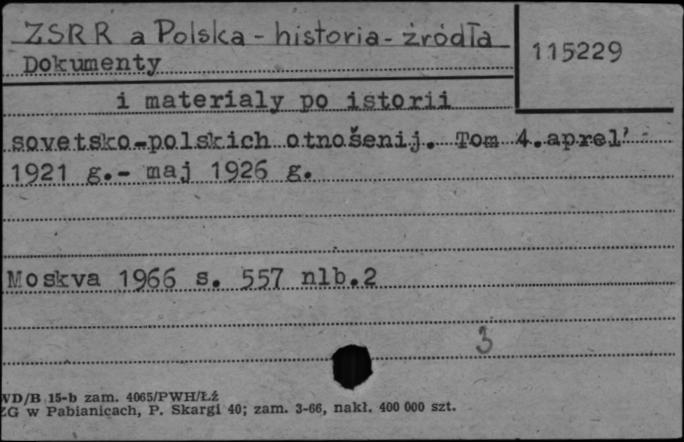 ZSRR a Polska - historia - źródła
115229
Dokumenty
i materialy po istorii
sovetsko-polskich otnošenij. Tom 4. aprel'
1921 g.- maj 1926 g.
Moskva 1966 s. 557 nlb.2
3
WD/B 15-b zam. 4065/PWH/Łź
ZG w Pabianicach, P. Skargi 40; zam. 3-66, nakł. 400 000 szt.